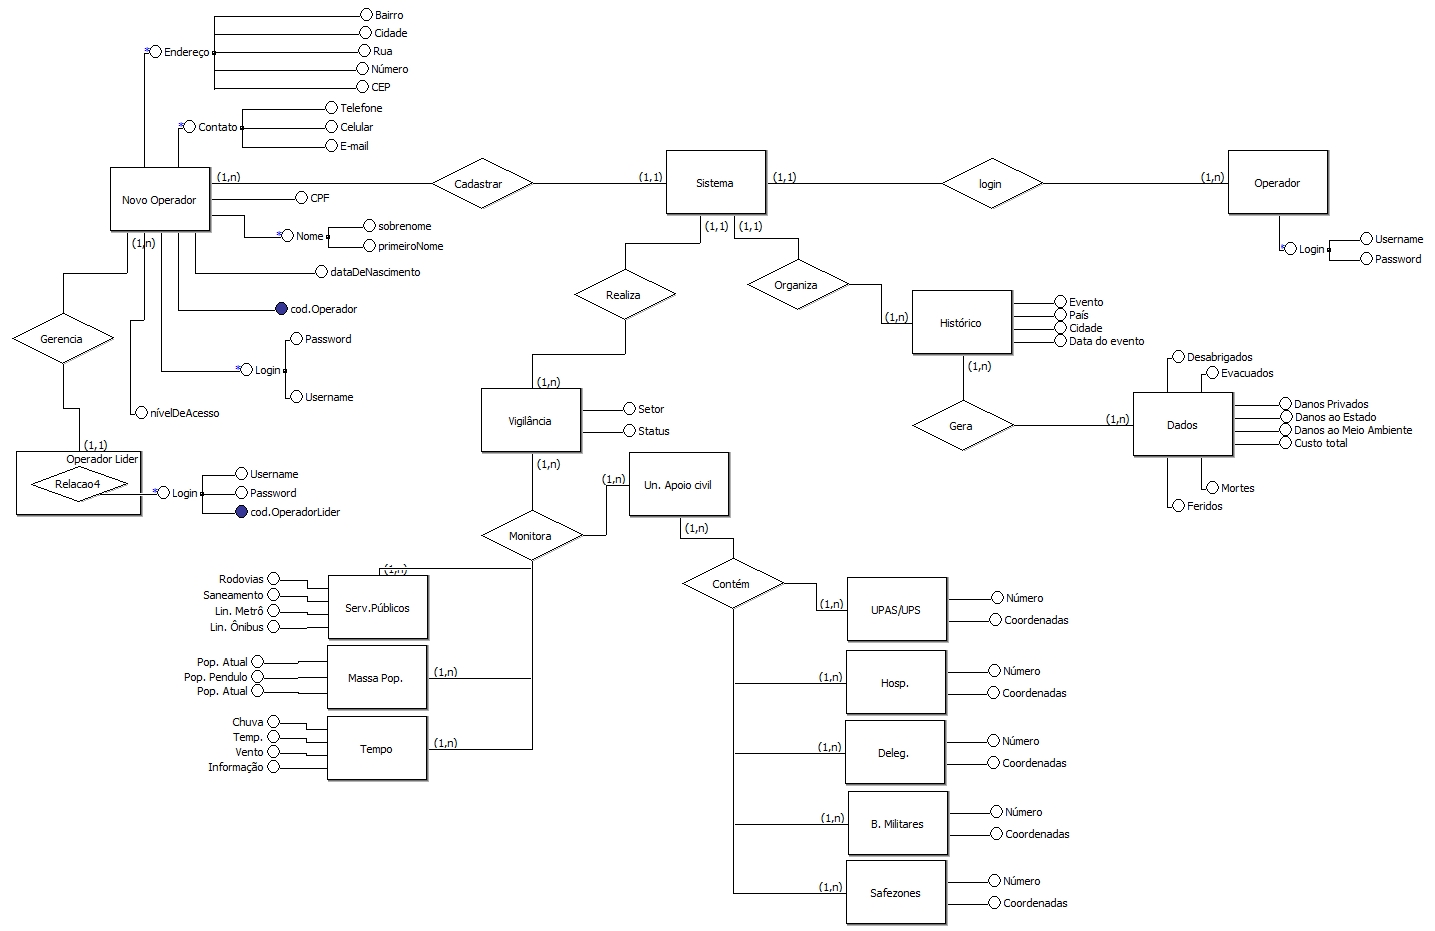 Bairro
* Endereço
Cidade
Rua
Número
CEP
Telefone
* Contato
Celular
E-mail
Novo Operador
(1,n)
Cadastrar
(1,1)
Sistema
(1,1)
login
(1,n)
Operador
CPF
* Nome
sobrenome
primeiroNome
(1,n)
dataDeNascimento
cod.Operador
Password
* Login
Username
nívelDeAcesso
Gerencia
(1,1)
Operador Lider
Relacao4
* Login
Username
Password
cod.OperadorLider
* Login
Username
Password
(1,1)
(1,1)
Realiza
Organiza
(1,n)
Histórico
Evento
País
Cidade
Data do evento
(1,n)
Gera
(1,n)
Dados
Desabrigados
Evacuados
Danos Privados
Danos ao Estado
Danos ao Meio Ambiente
Custo total
Mortes
Feridos
(1,n)
Vigilância
Setor
Status
(1,n)
Monitora
(1,n)
Un. Apoio civil
(1,n)
Contém
(1,n)
Serv.Públicos
Rodovias
Saneamento
Lin. Metrô
Lin. Ônibus
Massa Pop.
(1,n)
Pop. Atual
Pop. Pendulo
Pop. Atual
Tempo
(1,n)
Chuva
Temp.
Vento
Informação
(1,n)
UPAS/UPS
Número
Coordenadas
(1,n)
Hosp.
Número
Coordenadas
(1,n)
Deleg.
Número
Coordenadas
(1,n)
B. Militares
Número
Coordenadas
(1,n)
Safezones
Número
Coordenadas